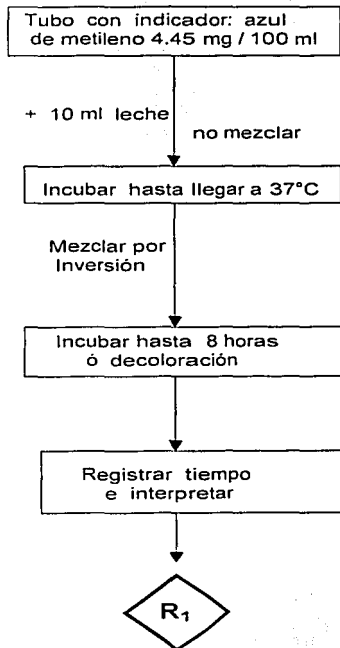 Tubo con indicador: azul
de metileno 4.45 mg / 100 ml
+ 10 ml leche
no mezclar
Incubar hasta llegar a 37°C
Mezclar por
Inversión
Incubar hasta 8 horas
ó decoloración
Registrar tiempo
e interpretar
R₁